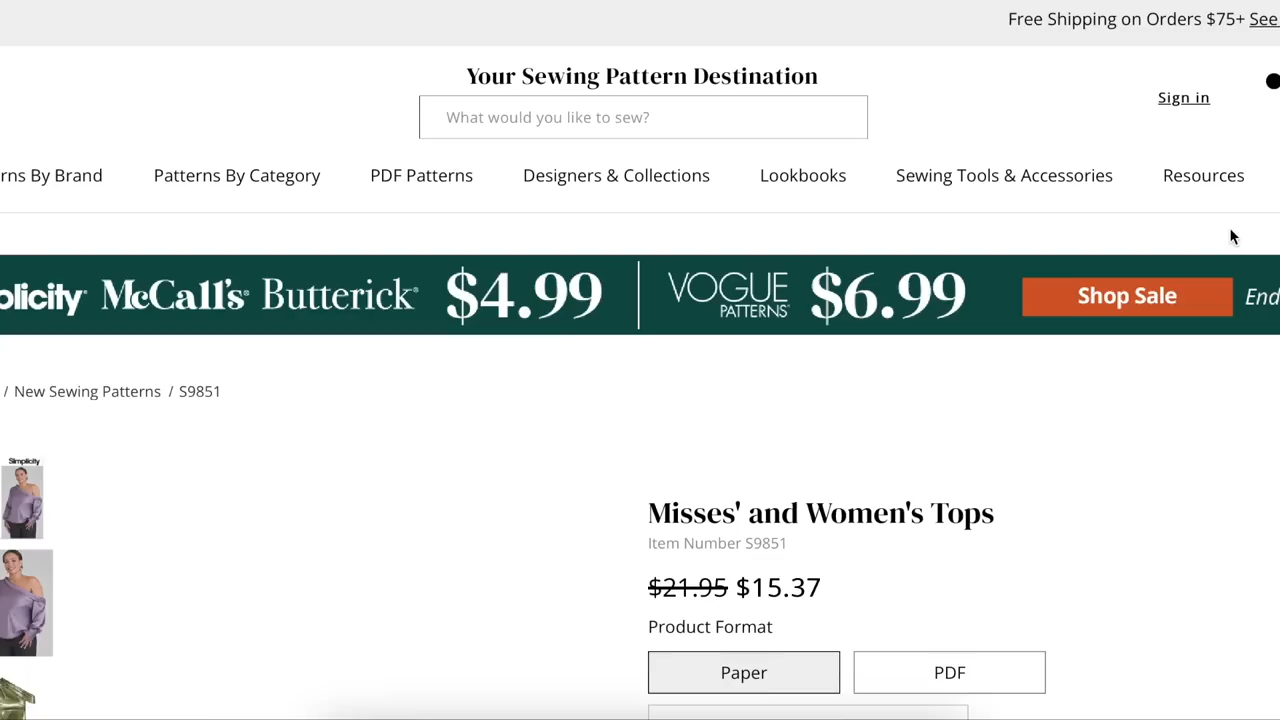 Free Shipping on Orders $75+ See
Your Sewing Pattern Destination
What would you like to sew?
Sign in
rns By Brand Patterns By Category PDF Patterns Designers & Collections Lookbooks Sewing Tools & Accessories Resources
plicity McCall's Butterick $4.99 VOGUE PATTERNS $6.99 Shop Sale End
/ New Sewing Patterns / S9851
Simplicity
Misses' and Women's Tops
Item Number S9851
$21.95 $15.37
Product Format
Paper PDF